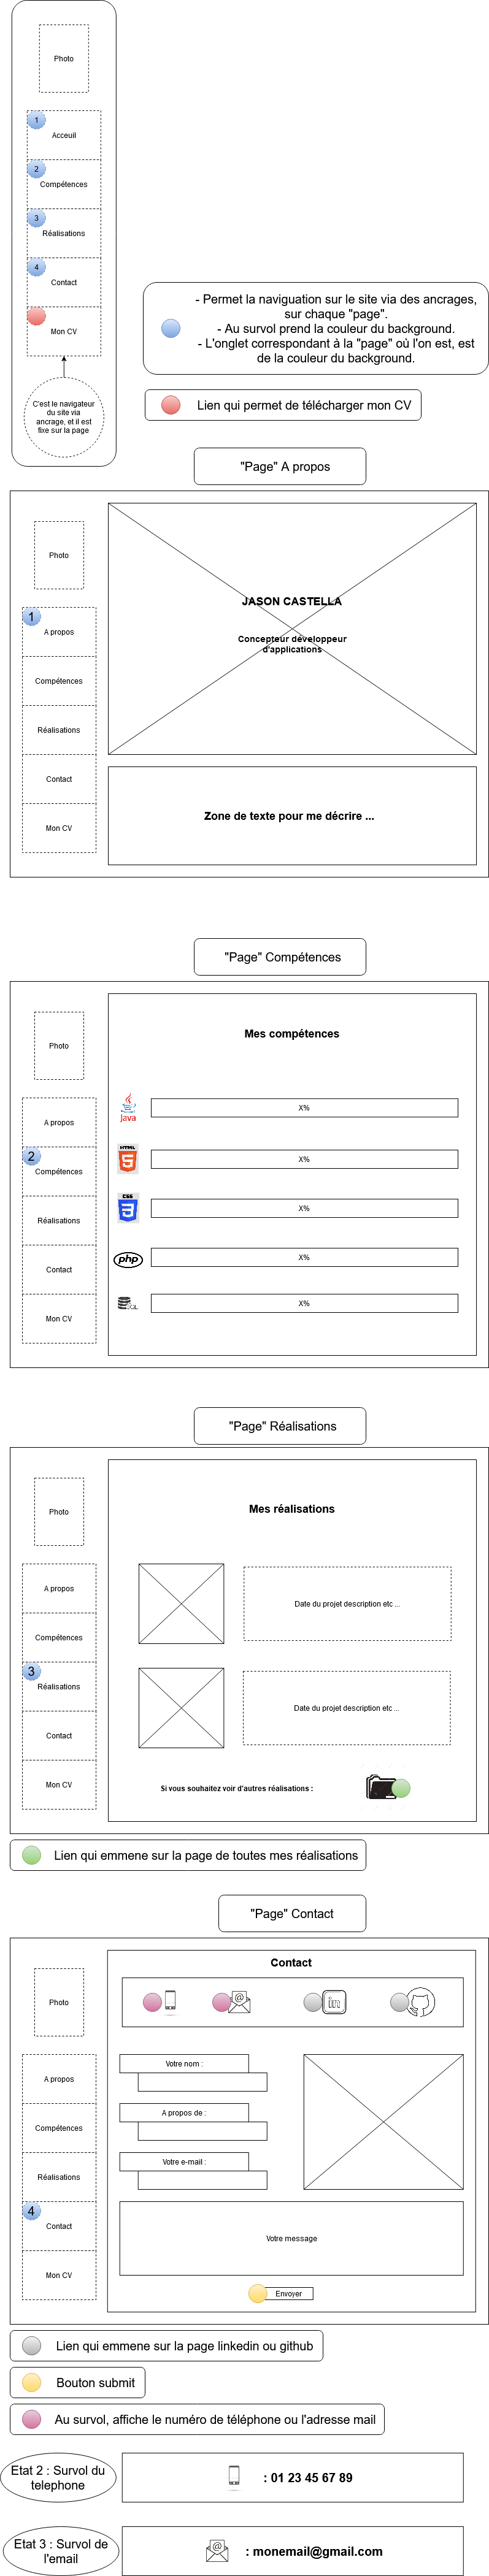 Photo
1
Acceuil
2
Compétences
3
Réalisations
4
Contact
Mon CV
C'est le navigateur
du site via
ancrage, et il est
fixe sur la page
- Permet la naviguation sur le site via des ancrages,
sur chaque "page".
- Au survol prend la couleur du background.
- L'onglet correspondant à la "page" où l'on est, est
de la couleur du background.
Lien qui permet de télécharger mon CV
"Page" A propos
Photo
1
A propos
Compétences
Réalisations
Contact
Mon CV
JASON CASTELLA
Concepteur développeur
d'applications
Zone de texte pour me décrire ...
"Page" Compétences
Photo
A propos
2
Compétences
Réalisations
Contact
Mon CV
Mes compétences
Java
X%
HTML
5
X%
CSS
3
X%
php
X%
SQL
X%
"Page" Réalisations
Photo
A propos
Compétences
3
Réalisations
Contact
Mon CV
Mes réalisations
Date du projet description etc ...
Date du projet description etc ...
Si vous souhaitez voir d'autres réalisations :
Lien qui emmene sur la page de toutes mes réalisations
"Page" Contact
Photo
A propos
Compétences
Réalisations
4
Contact
Mon CV
Contact
@
in
Votre nom :
A propos de :
Votre e-mail :
Votre message
Envoyer
Lien qui emmene sur la page linkedin ou github
Bouton submit
Au survol, affiche le numéro de téléphone ou l'adresse mail
Etat 2 : Survol du
telephone
: 01 23 45 67 89
Etat 3 : Survol de
l'email
@
: monemail@gmail.com